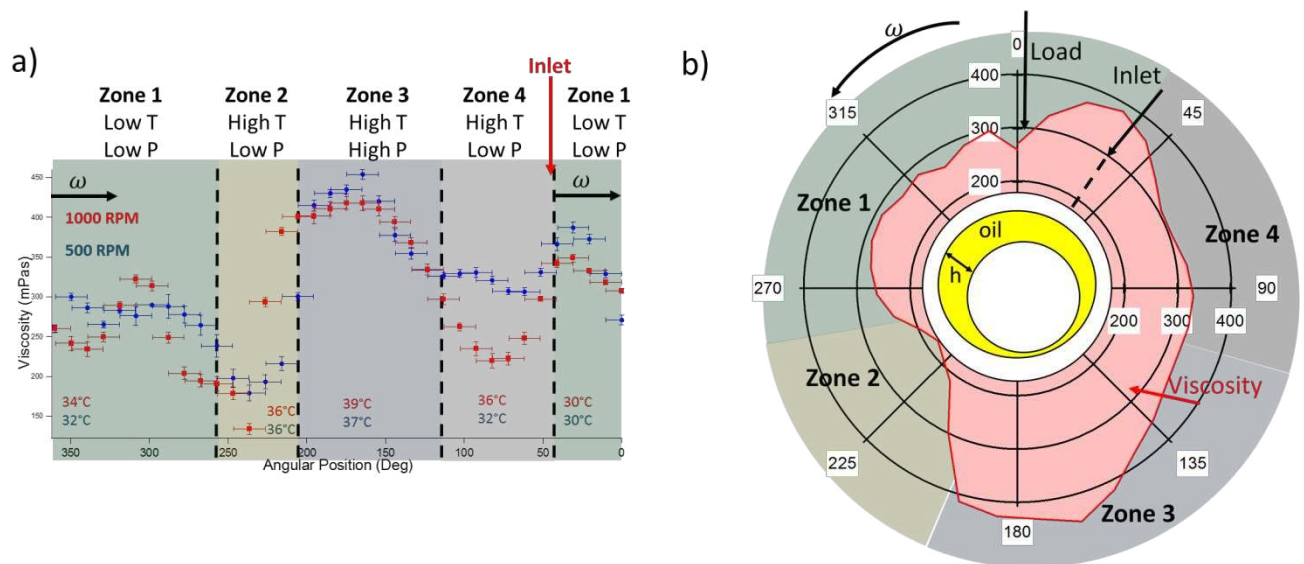 a)
Inlet
Zone 1
Low T
Low P
Zone 2
High T
Low P
Zone 3
High T
High P
Zone 4
High T
Low P
Zone 1
Low T
Low P
ω
ω
1000 RPM
500 RPM
450
400
350
300
250
200
150
Viscosity (mPas)
34°C
32°C
36°C
36°C
39°C
37°C
36°C
32°C
30°C
30°C
350
300
250
200
150
100
50
0
Angular Position (Deg)
b)
ω
0
Load
Inlet
400
300
200
315
45
Zone 1
Zone 4
oil
h
270
90
200
300
400
Zone 2
Viscosity
225
135
Zone 3
180